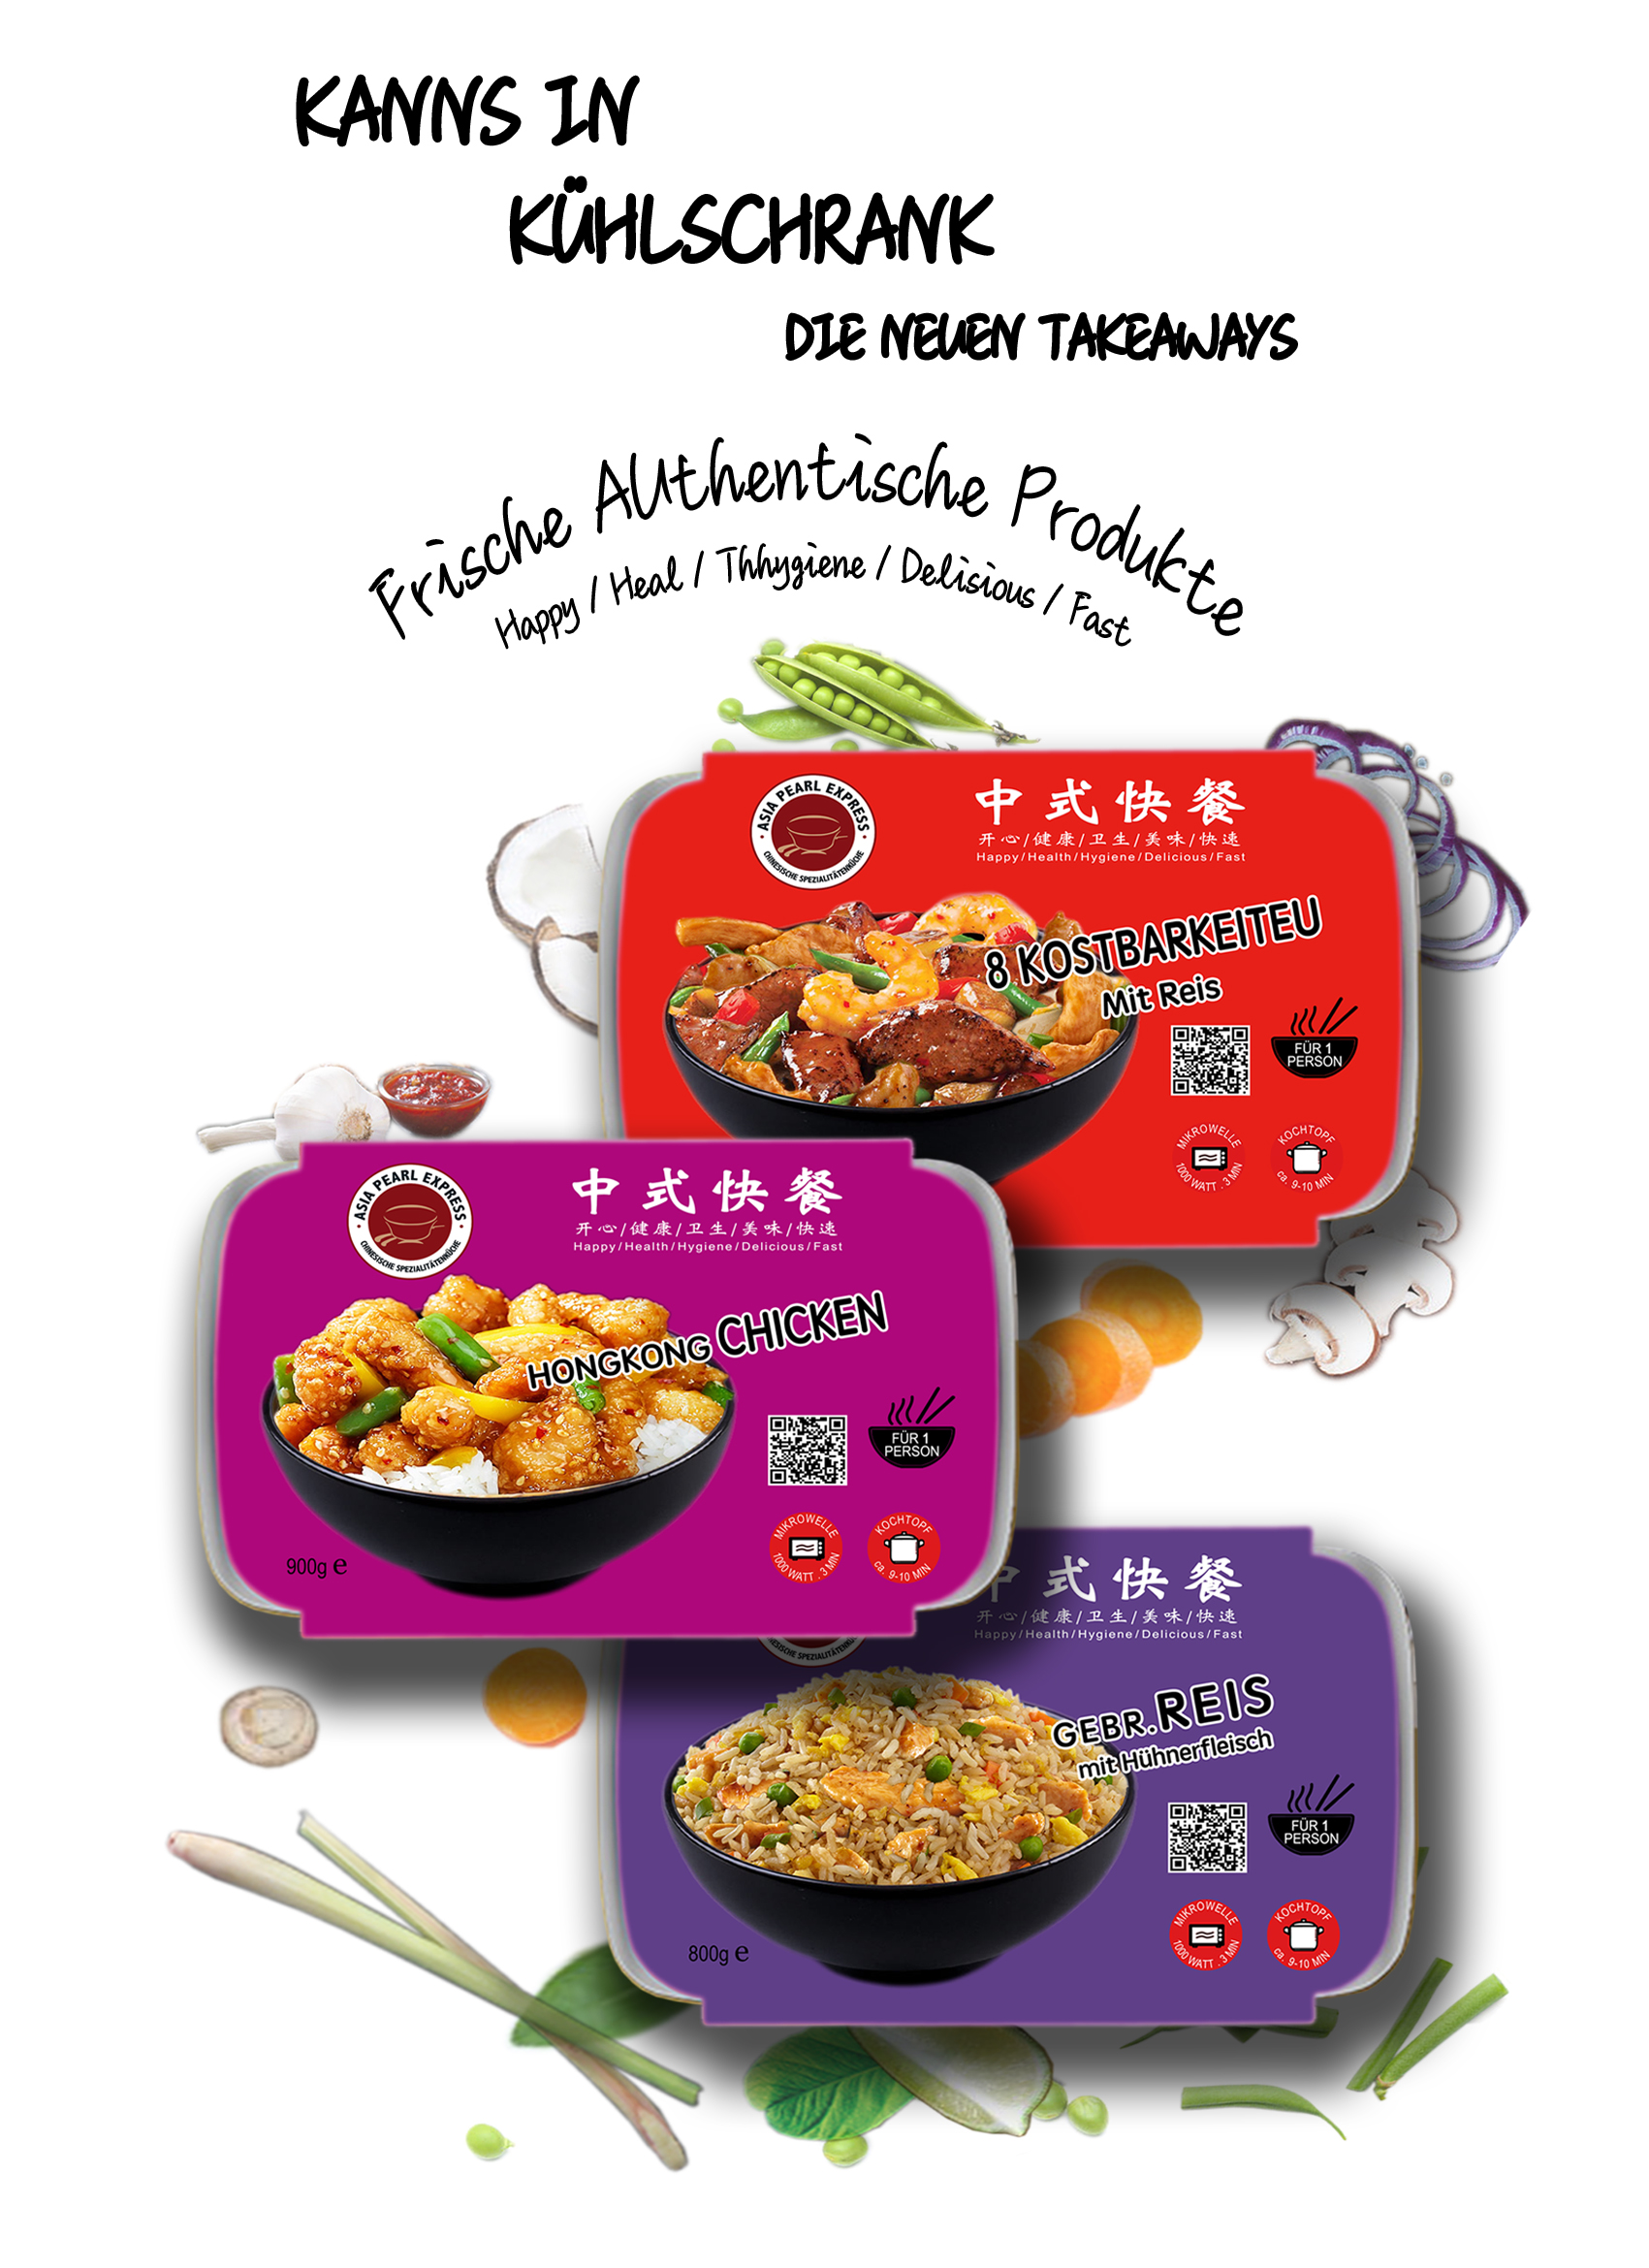 KANNS IN
KÜHLSCHRANK
DIE NEUEN TAKEAWAYS
Frische AUthentische Produkte
Happy / Heal / Thhygiene / Delisious / Fast
ASIA PEARL EXPRESS
CHINESISCHE SPEZIALITÄTENKÜCHE
中式快餐
开心/健康/卫生/美味/快速
Happy/Health/Hygiene/Delicious/Fast
8 KOSTBARKEITEU
Mit Reis
FÜR 1
PERSON
MIKROWELLE
1000 WATT . 3 MIN
KOCHTOPF
ca. 9-10 MIN
ASIA PEARL EXPRESS
CHINESISCHE SPEZIALITÄTENKÜCHE
中式快餐
开心/健康/卫生/美味/快速
Happy/Health/Hygiene/Delicious/Fast
HONGKONG CHICKEN
FÜR 1
PERSON
MIKROWELLE
1000 WATT . 3 MIN
KOCHTOPF
ca. 9-10 MIN
900g e
中式快餐
开心/健康/卫生/美味/快速
Happy/Health/Hygiene/Delicious/Fast
GEBR.REIS
mit Hühnerfleisch
FÜR 1
PERSON
MIKROWELLE
1000 WATT . 3 MIN
KOCHTOPF
ca. 9-10 MIN
800g e